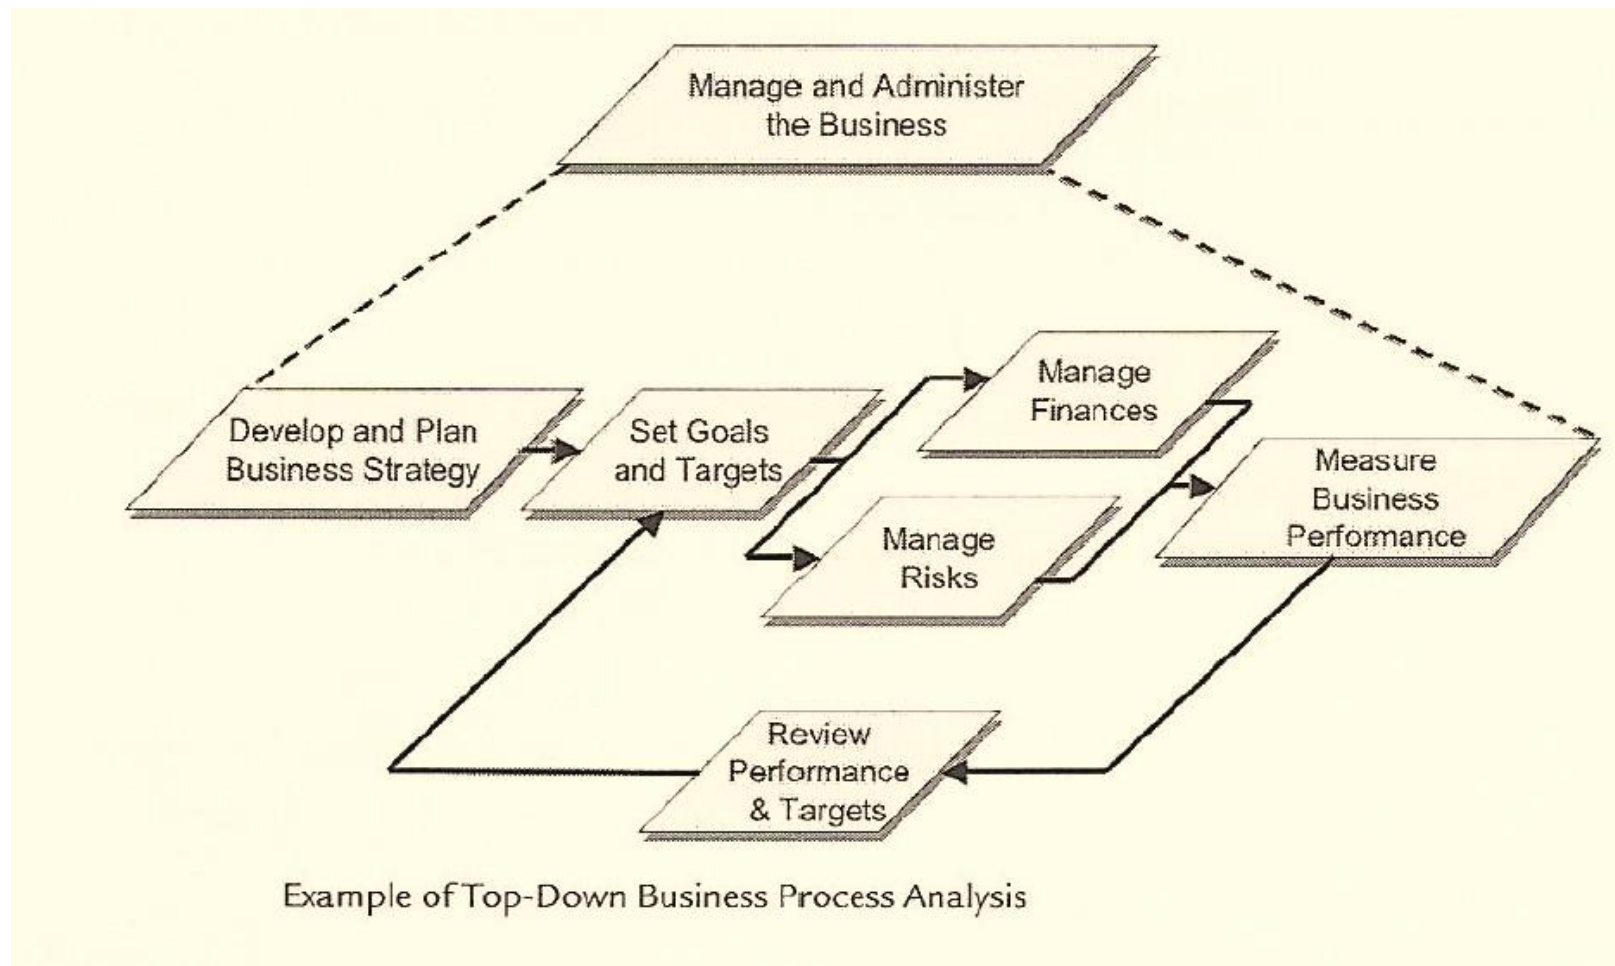 Manage and Administer
the Business
Develop and Plan
Business Strategy
Set Goals
and Targets
Manage
Finances
Manage
Risks
Measure
Business
Performance
Review
Performance
& Targets
Example of Top-Down Business Process Analysis